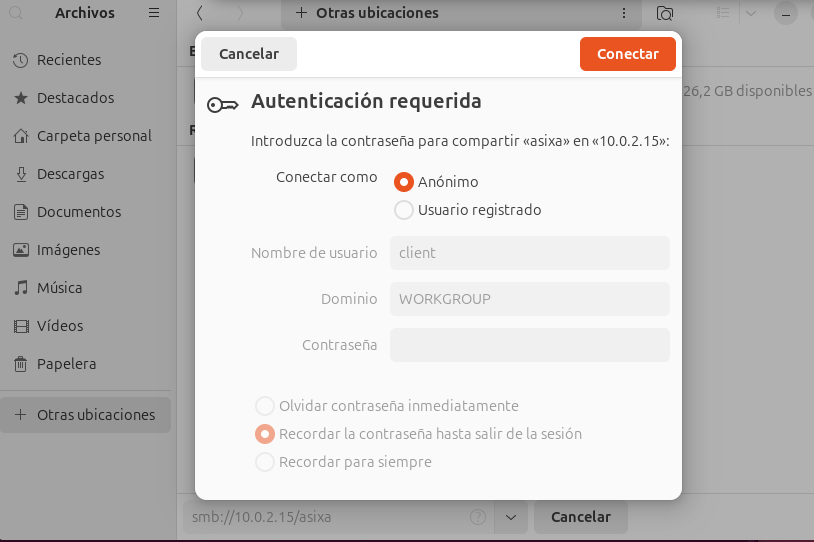 Archivos
Otras ubicaciones
Recientes
Destacados
Carpeta personal
Descargas
Documentos
Imágenes
Música
Vídeos
Papelera
Otras ubicaciones
E
26,2 GB disponibles
R
Cancelar
Conectar
Autenticación requerida
Introduzca la contraseña para compartir «asixa» en «10.0.2.15»:
Conectar como
Anónimo
Usuario registrado
Nombre de usuario client
Dominio WORKGROUP
Contraseña
Olvidar contraseña inmediatamente
Recordar la contraseña hasta salir de la sesión
Recordar para siempre
smb://10.0.2.15/asixa
Cancelar